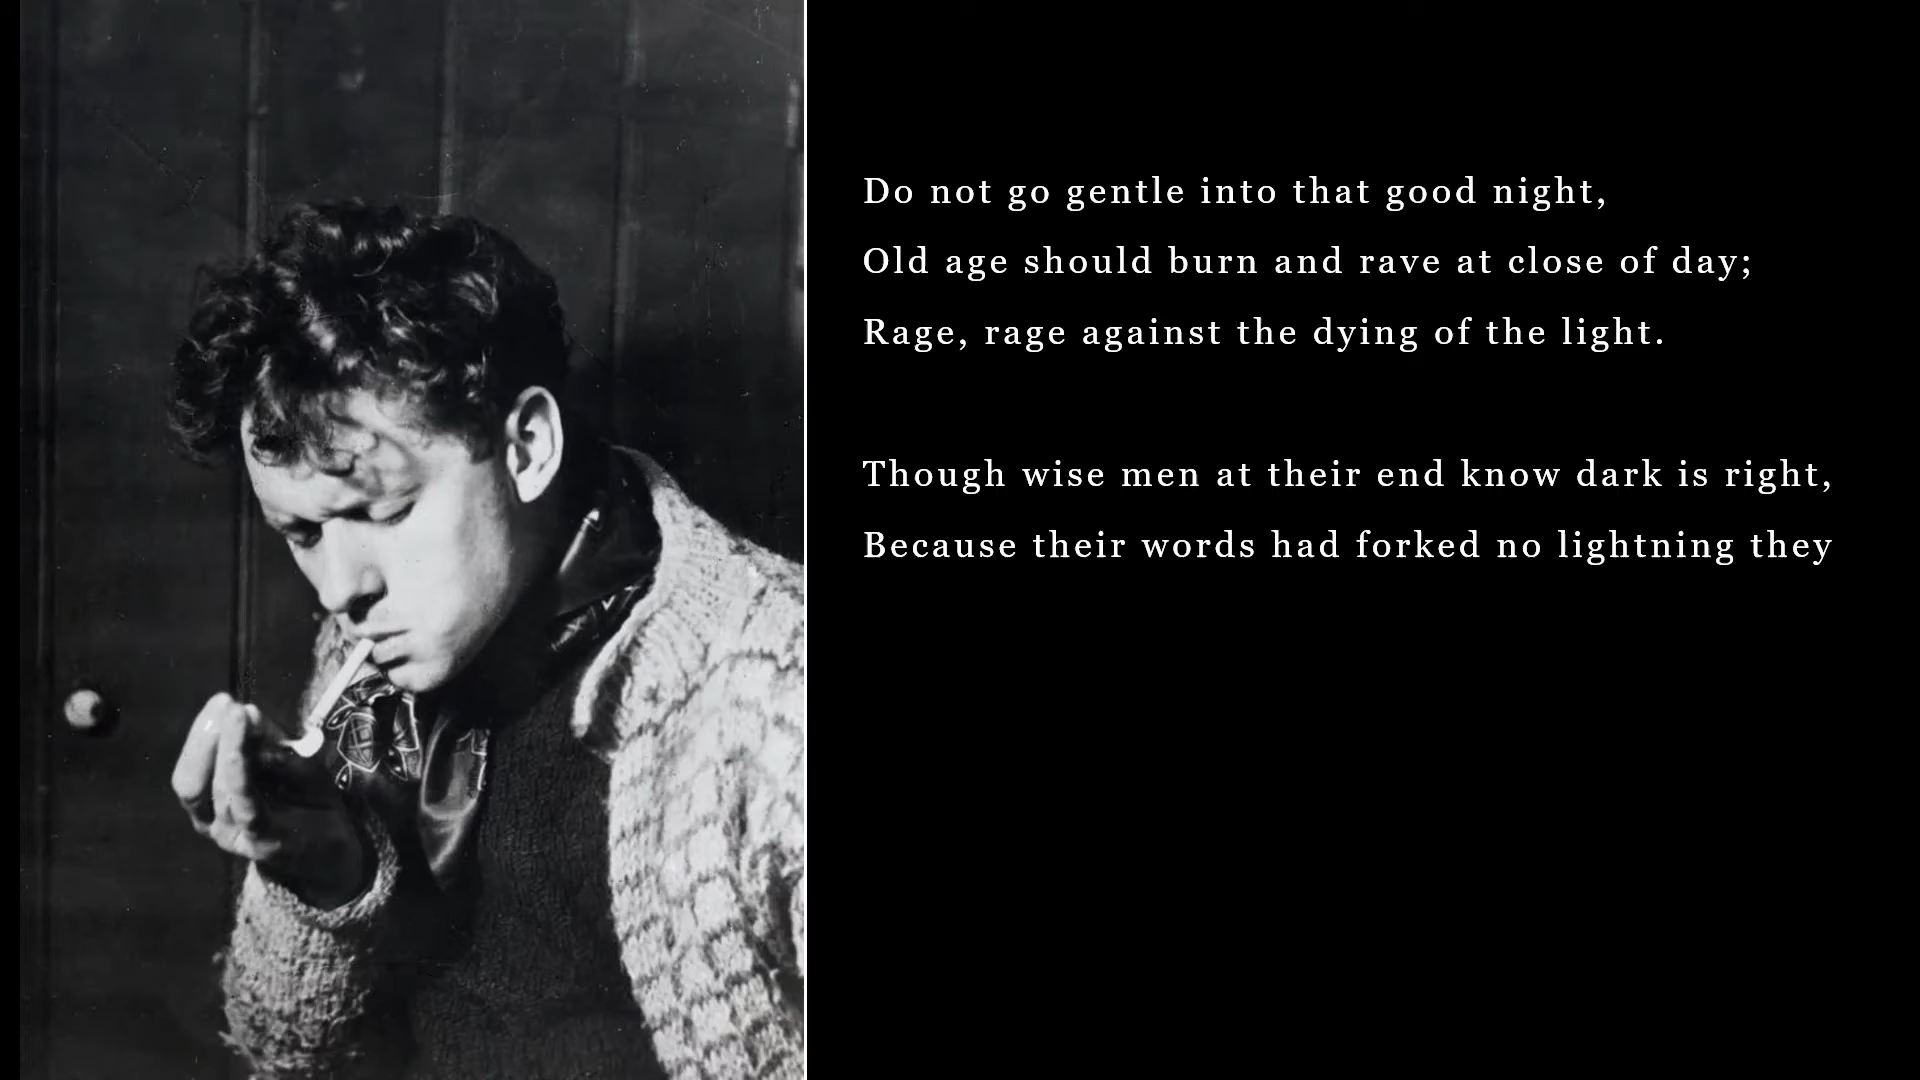 Do not go gentle into that good night,
Old age should burn and rave at close of day;
Rage, rage against the dying of the light.
Though wise men at their end know dark is right,
Because their words had forked no lightning they